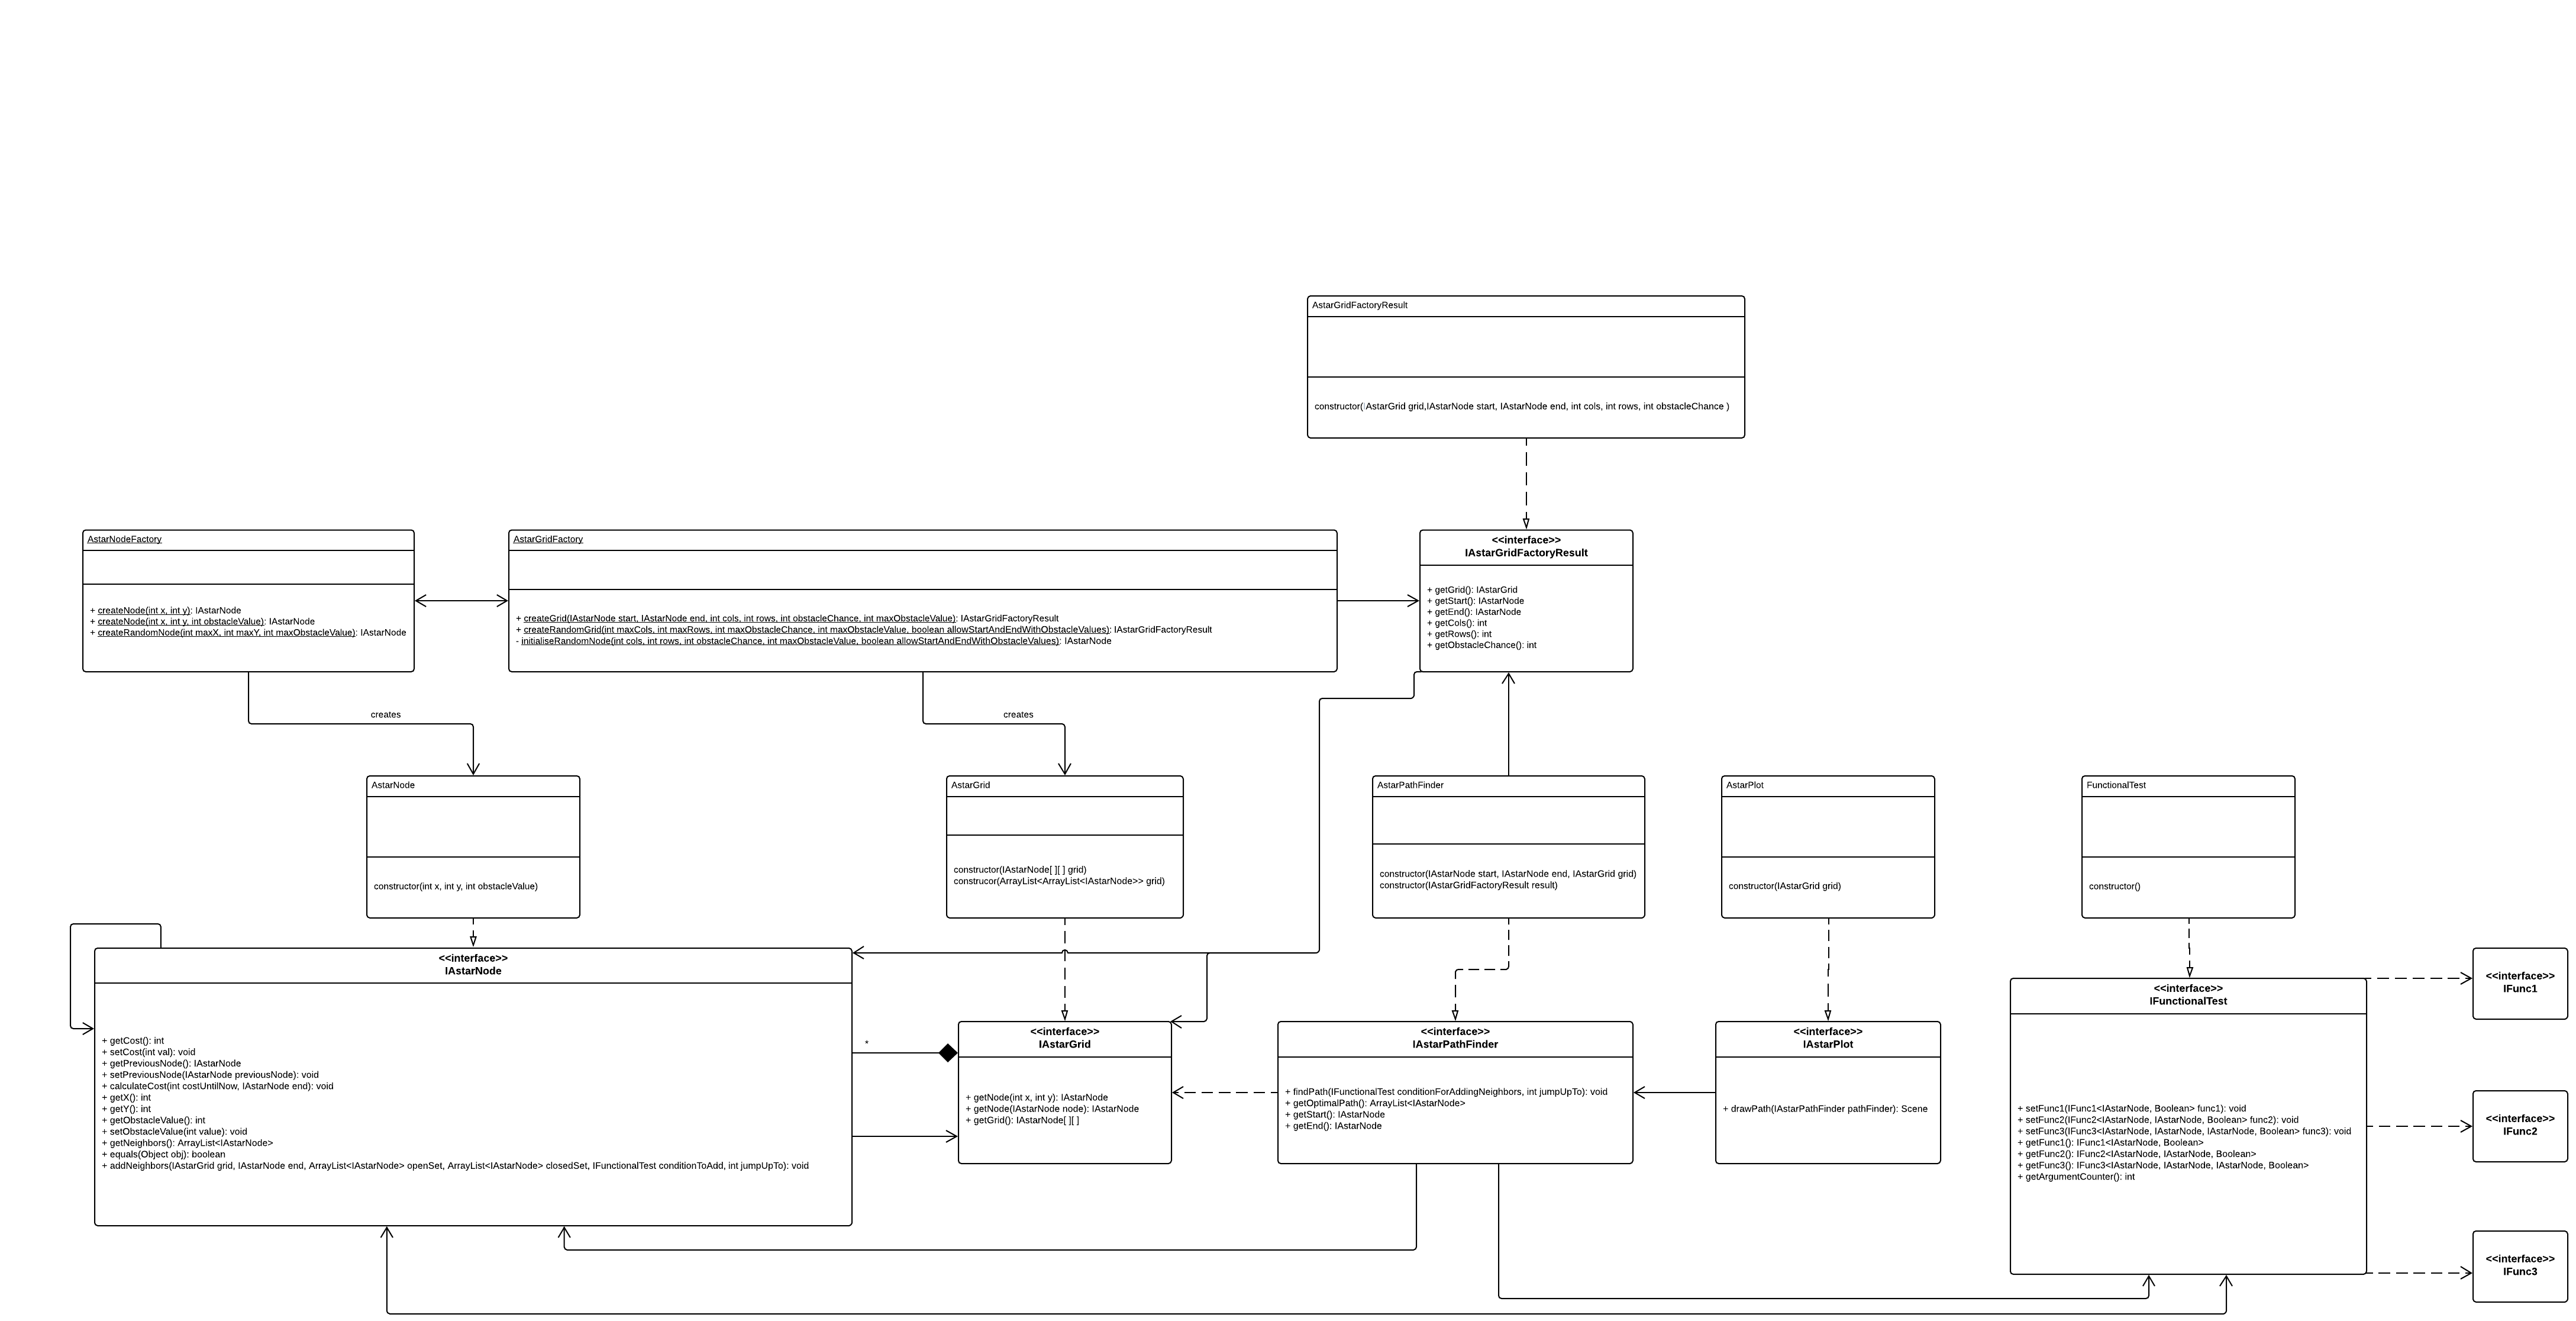 AstarGridFactoryResult
constructor(IAstarGrid grid,IAstarNode start, IAstarNode end, int cols, int rows, int obstacleChance )
AstarNodeFactory
+ createNode(int x, int y): IAstarNode
+ createNode(int x, int y, int obstacleValue): IAstarNode
+ createRandomNode(int maxX, int maxY, int maxObstacleValue): IAstarNode
AstarGridFactory
+ createGrid(IAstarNode start, IAstarNode end, int cols, int rows, int obstacleChance, int maxObstacleValue): IAstarGridFactoryResult
+ createRandomGrid(int maxCols, int maxRows, int maxObstacleChance, int maxObstacleValue, boolean allowStartAndEndWithObstacleValues): IAstarGridFactoryResult
- initialiseRandomNode(int cols, int rows, int obstacleChance, int maxObstacleValue, boolean allowStartAndEndWithObstacleValues): IAstarNode
<<interface>>
IAstarGridFactoryResult
+ getGrid(): IAstarGrid
+ getStart(): IAstarNode
+ getEnd(): IAstarNode
+ getCols(): int
+ getRows(): int
+ getObstacleChance(): int
creates
creates
AstarNode
constructor(int x, int y, int obstacleValue)
AstarGrid
constructor(IAstarNode[ ][ ] grid)
construcor(ArrayList<ArrayList<IAstarNode>> grid)
AstarPathFinder
constructor(IAstarNode start, IAstarNode end, IAstarGrid grid)
constructor(IAstarGridFactoryResult result)
AstarPlot
constructor(IAstarGrid grid)
FunctionalTest
constructor()
<<interface>>
IAstarNode
+ getCost(): int
+ setCost(int val): void
+ getPreviousNode(): IAstarNode
+ setPreviousNode(IAstarNode previousNode): void
+ calculateCost(int costUntilNow, IAstarNode end): void
+ getX(): int
+ getY(): int
+ getObstacleValue(): int
+ setObstacleValue(int value): void
+ getNeighbors(): ArrayList<IAstarNode>
+ equals(Object obj): boolean
+ addNeighbors(IAstarGrid grid, IAstarNode end, ArrayList<IAstarNode> openSet, ArrayList<IAstarNode> closedSet, IFunctionalTest conditionToAdd, int jumpUpTo): void
*
<<interface>>
IAstarGrid
+ getNode(int x, int y): IAstarNode
+ getNode(IAstarNode node): IAstarNode
+ getGrid(): IAstarNode[ ][ ]
<<interface>>
IAstarPathFinder
+ findPath(IFunctionalTest conditionForAddingNeighbors, int jumpUpTo): void
+ getOptimalPath(): ArrayList<IAstarNode>
+ getStart(): IAstarNode
+ getEnd(): IAstarNode
<<interface>>
IAstarPlot
+ drawPath(IAstarPathFinder pathFinder): Scene
<<interface>>
IFunctionalTest
+ setFunc1(IFunc1<IAstarNode, Boolean> func1): void
+ setFunc2(IFunc2<IAstarNode, IAstarNode, Boolean> func2): void
+ setFunc3(IFunc3<IAstarNode, IAstarNode, IAstarNode, Boolean> func3): void
+ getFunc1(): IFunc1<IAstarNode, Boolean>
+ getFunc2(): IFunc2<IAstarNode, IAstarNode, Boolean>
+ getFunc3(): IFunc3<IAstarNode, IAstarNode, IAstarNode, Boolean>
+ getArgumentCounter(): int
<<interface>>
IFunc1
<<interface>>
IFunc2
<<interface>>
IFunc3